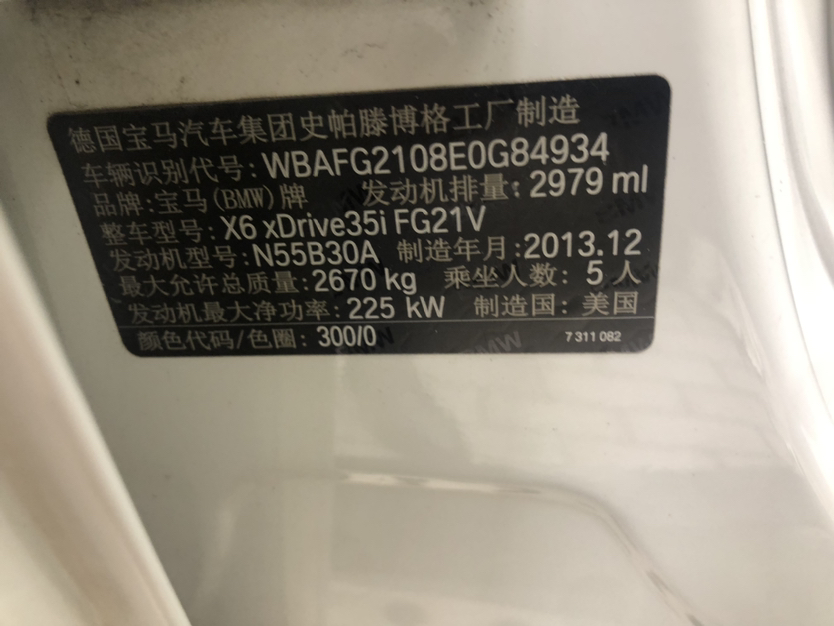 德国宝马汽车集团史帕滕博格工厂制造
车辆识别代号: WBAFG2108E0G84934
品牌:宝马(BMW)牌 发动机排量: 2979 ml
整车型号: X6 xDrive35i FG21V
发动机型号: N55B30A 制造年月:2013.12
最大允许总质量: 2670 kg 乘坐人数: 5 人
发动机最大净功率: 225 kW 制造国: 美国
颜色代码/色圈: 300/0 7 311 082